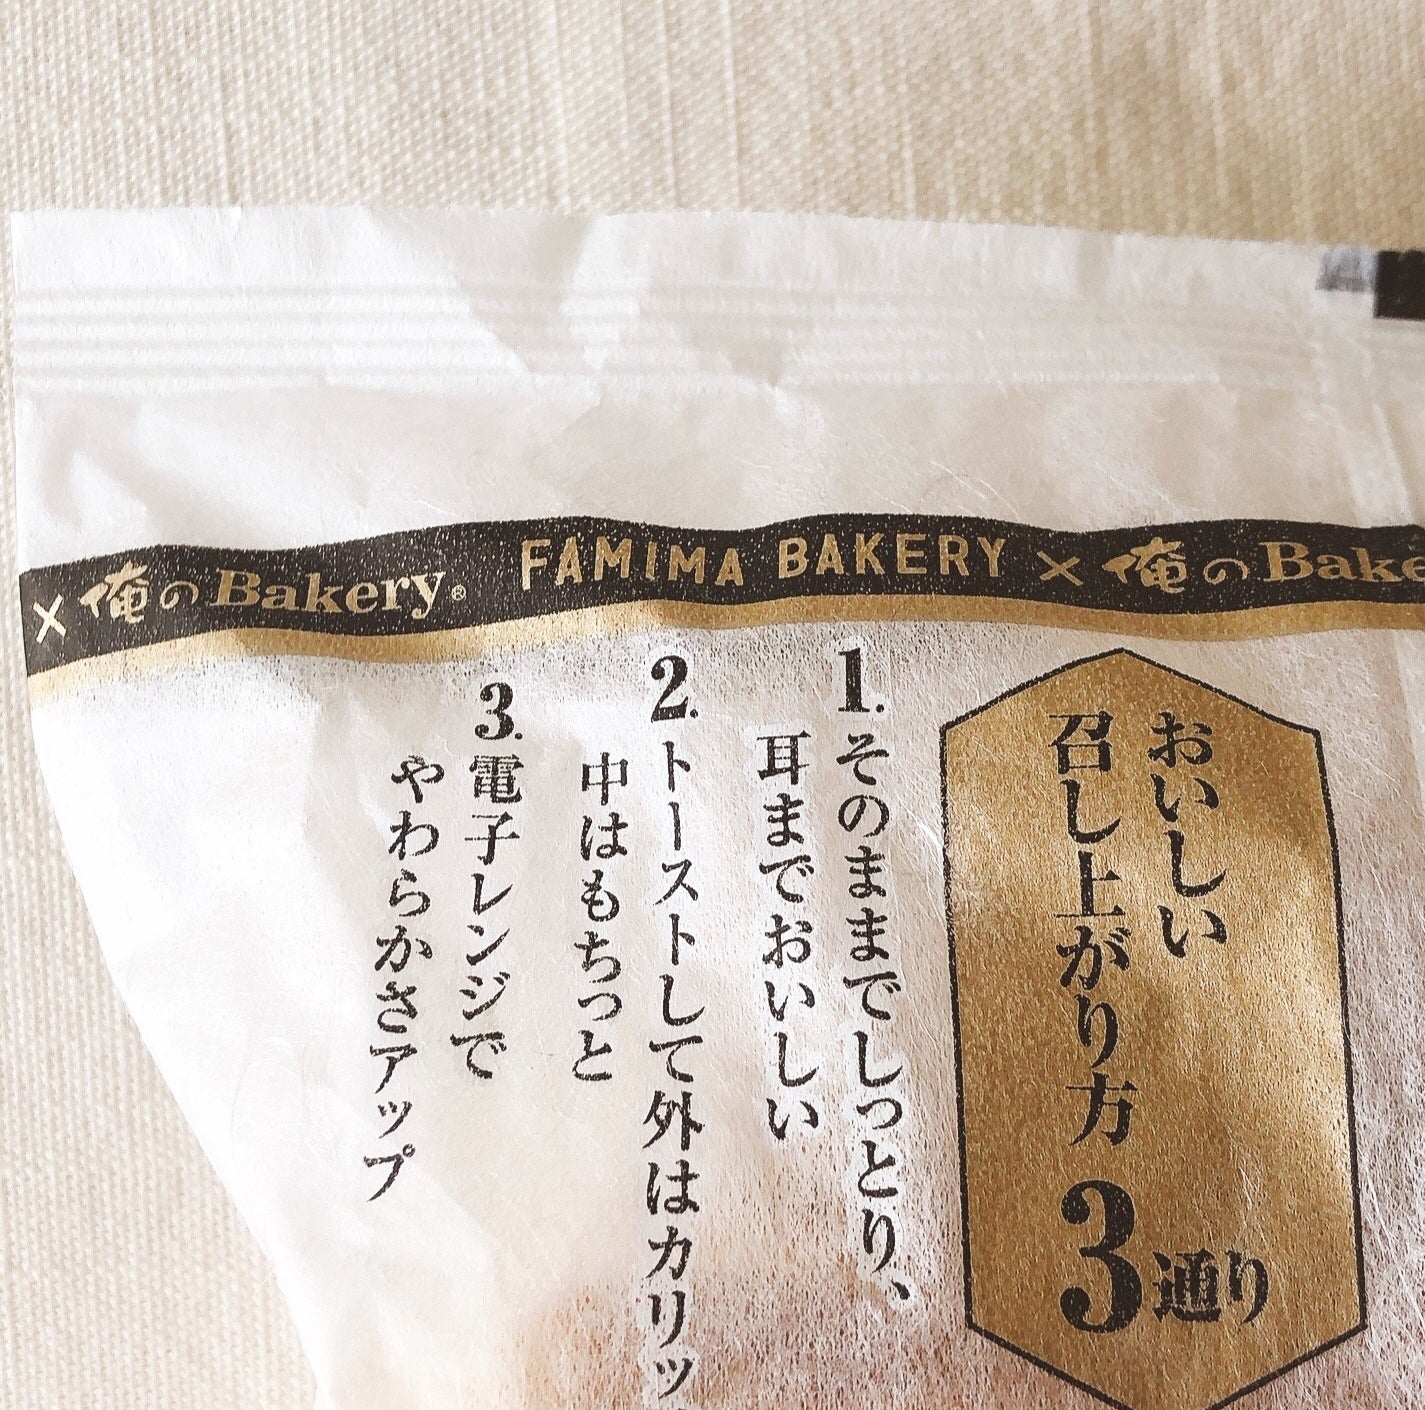 × 俺のBakery® FAMIMA BAKERY × 俺のBake
おいしい
召し上がり方
3通り
1.そのままでしっとり、
耳までおいしい
2.トーストして外はカリッ
中はもちっと
3.電子レンジで
やわらかさアップ